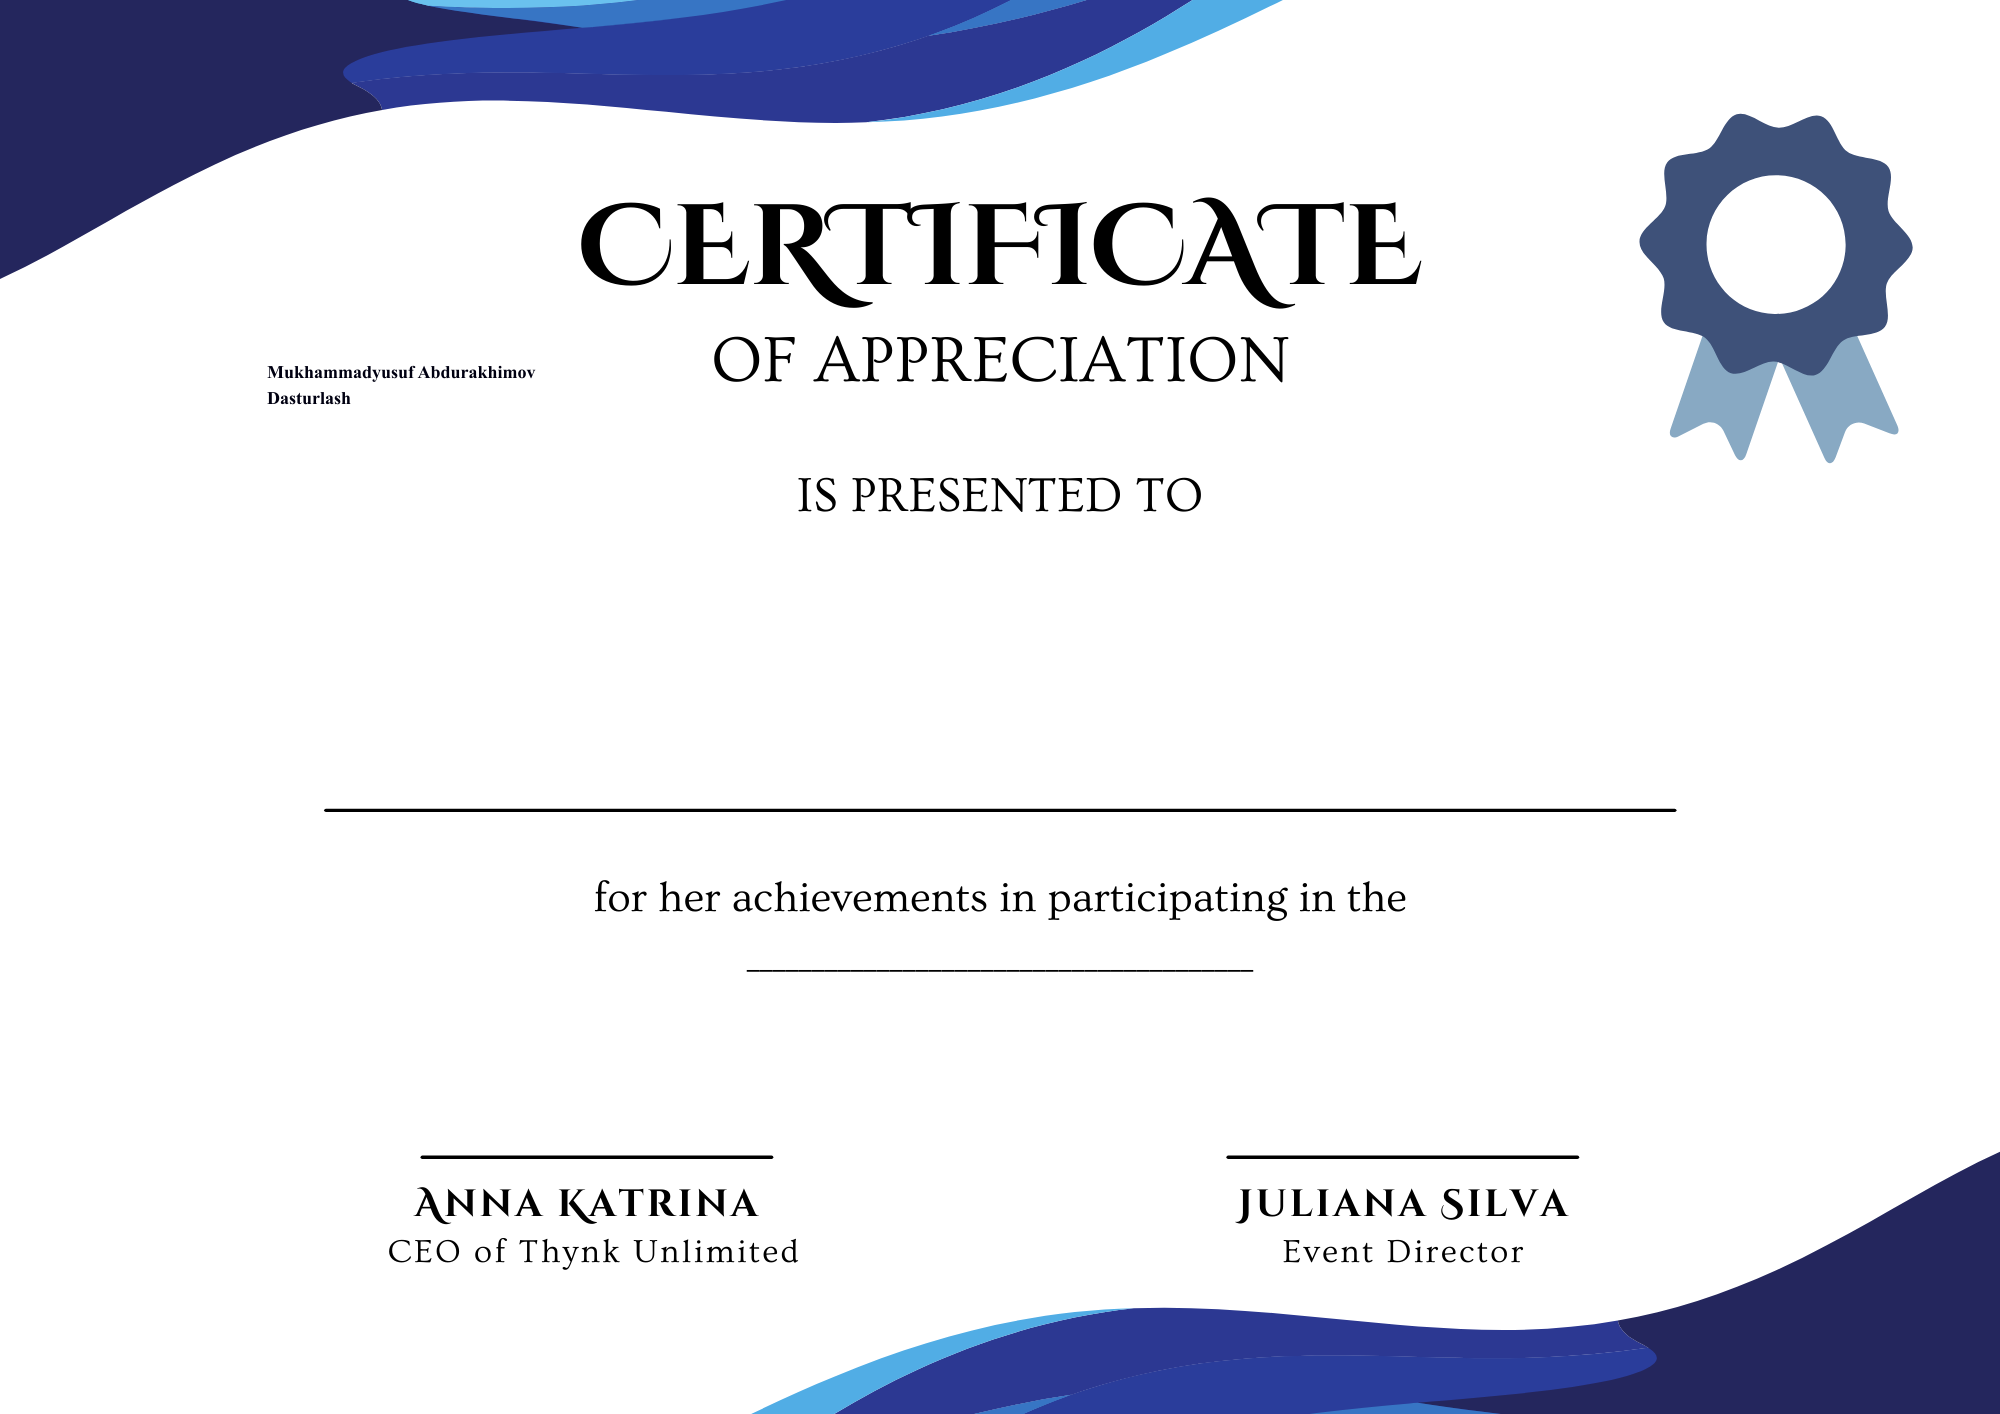 CERTIFICATE
OF APPRECIATION
Mukhammadyusuf Abdurakhimov
Dasturlash
IS PRESENTED TO
for her achievements in participating in the
_______________________________________
ANNA KATRINA
CEO of Thynk Unlimited
JULIANA SILVA
Event Director